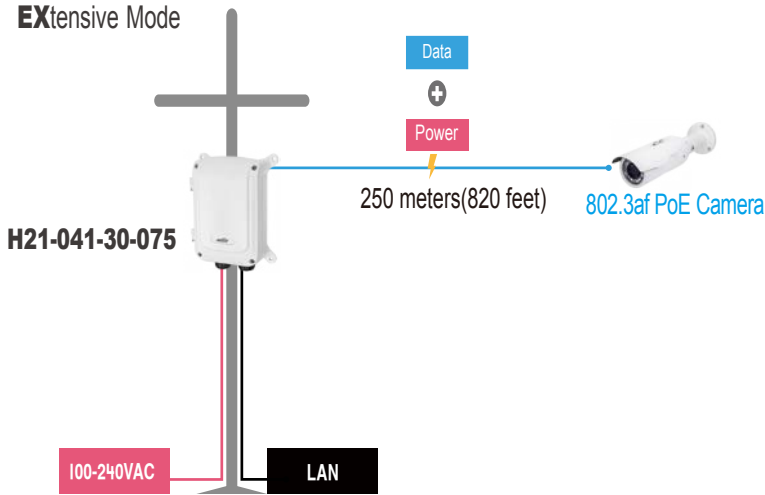 EXtensive Mode
Data
Power
250 meters(820 feet)
802.3af PoE Camera
H21-041-30-075
100-240VAC
LAN